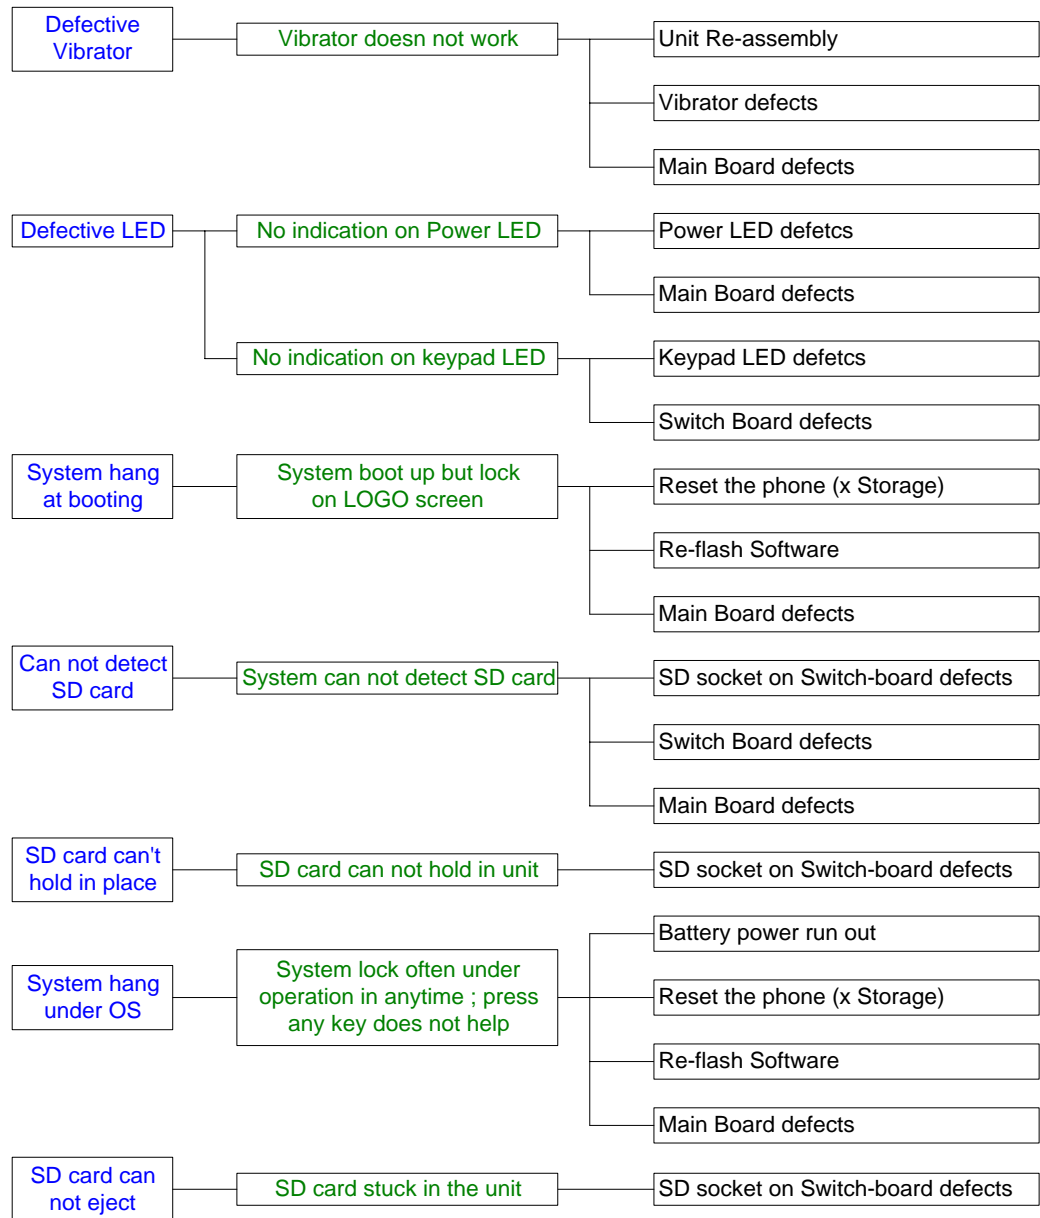 Defective
Vibrator
Vibrator doesn not work
Unit Re-assembly
Vibrator defects
Main Board defects
Defective LED
No indication on Power LED
Power LED defetcs
Main Board defects
No indication on keypad LED
Keypad LED defetcs
Switch Board defects
System hang
at booting
System boot up but lock
on LOGO screen
Reset the phone (x Storage)
Re-flash Software
Main Board defects
Can not detect
SD card
System can not detect SD card
SD socket on Switch-board defects
Switch Board defects
Main Board defects
SD card can't
hold in place
SD card can not hold in unit
SD socket on Switch-board defects
System hang
under OS
System lock often under
operation in anytime ; press
any key does not help
Battery power run out
Reset the phone (x Storage)
Re-flash Software
Main Board defects
SD card can
not eject
SD card stuck in the unit
SD socket on Switch-board defects